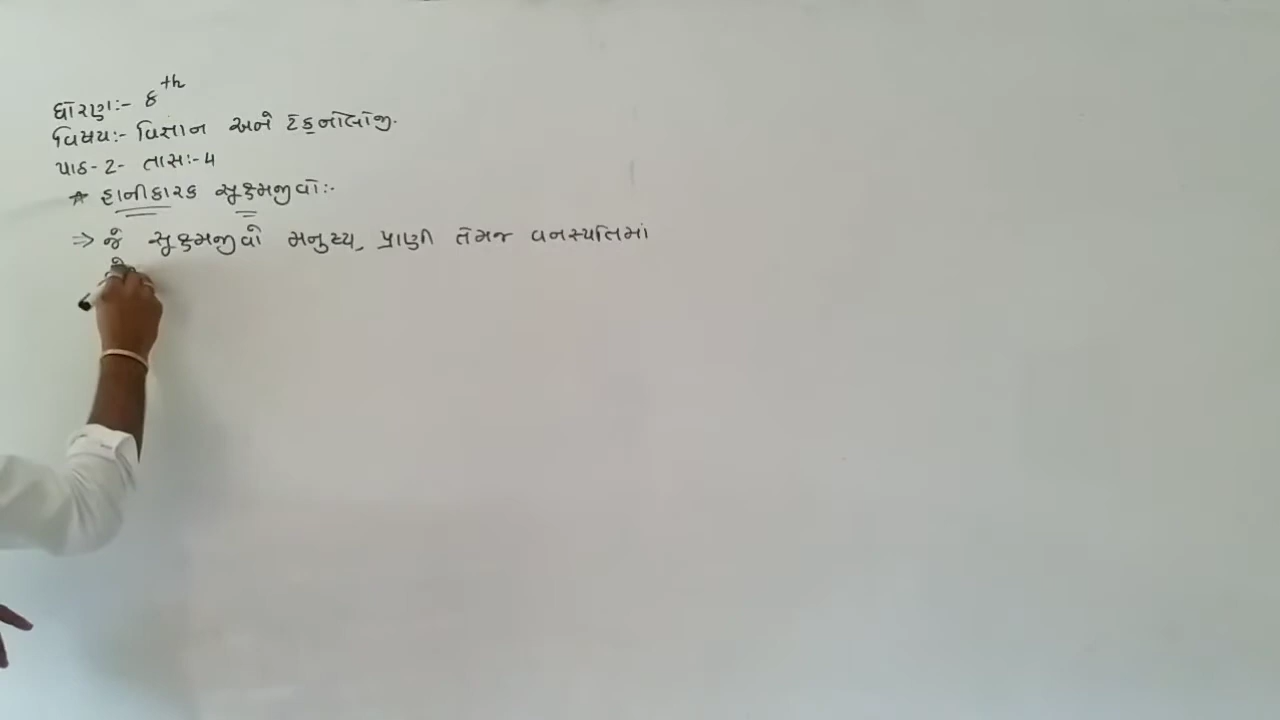 ધોરણ:- 8th
વિષય:- વિજ્ઞાન અને ટેકનોલોજી.
પાઠ-2- તાસ:-4
* હાનીકારક સૂક્ષ્મજીવો:-
⇒ જે સૂક્ષ્મજીવો મનુષ્ય, પ્રાણી તેમજ વનસ્પતિમાં